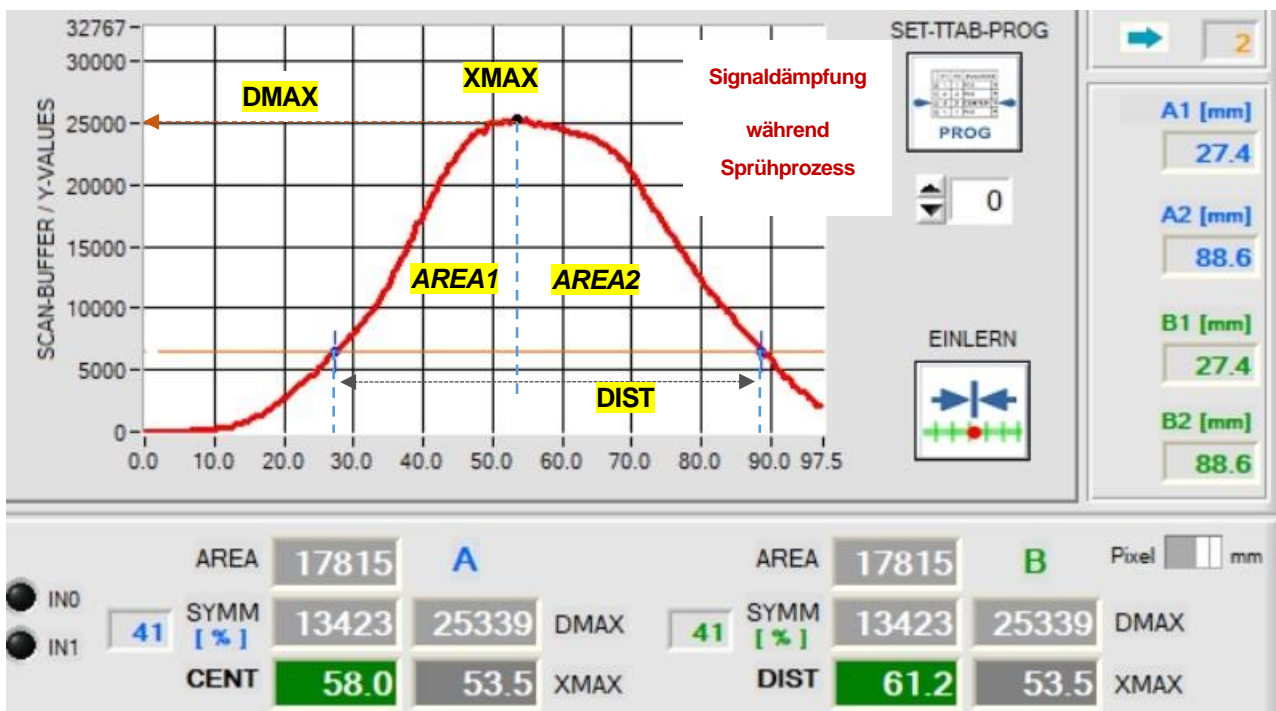 32767
30000
25000
20000
15000
10000
5000
0
SCAN-BUFFER / Y-VALUES
0.0 10.0 20.0 30.0 40.0 50.0 60.0 70.0 80.0 90.0 97.5
DMAX
XMAX
AREA1
AREA2
DIST
Signaldämpfung
während
Sprühprozess
SET-TTAB-PROG
PROG
0
EINLERN
2
A1 [mm]
27.4
A2 [mm]
88.6
B1 [mm]
27.4
B2 [mm]
88.6
IN0
IN1
AREA 17815 A
41 SYMM [ % ] 13423 25339 DMAX
CENT 58.0 53.5 XMAX
AREA 17815 B
41 SYMM [ % ] 13423 25339 DMAX
DIST 61.2 53.5 XMAX
Pixel mm